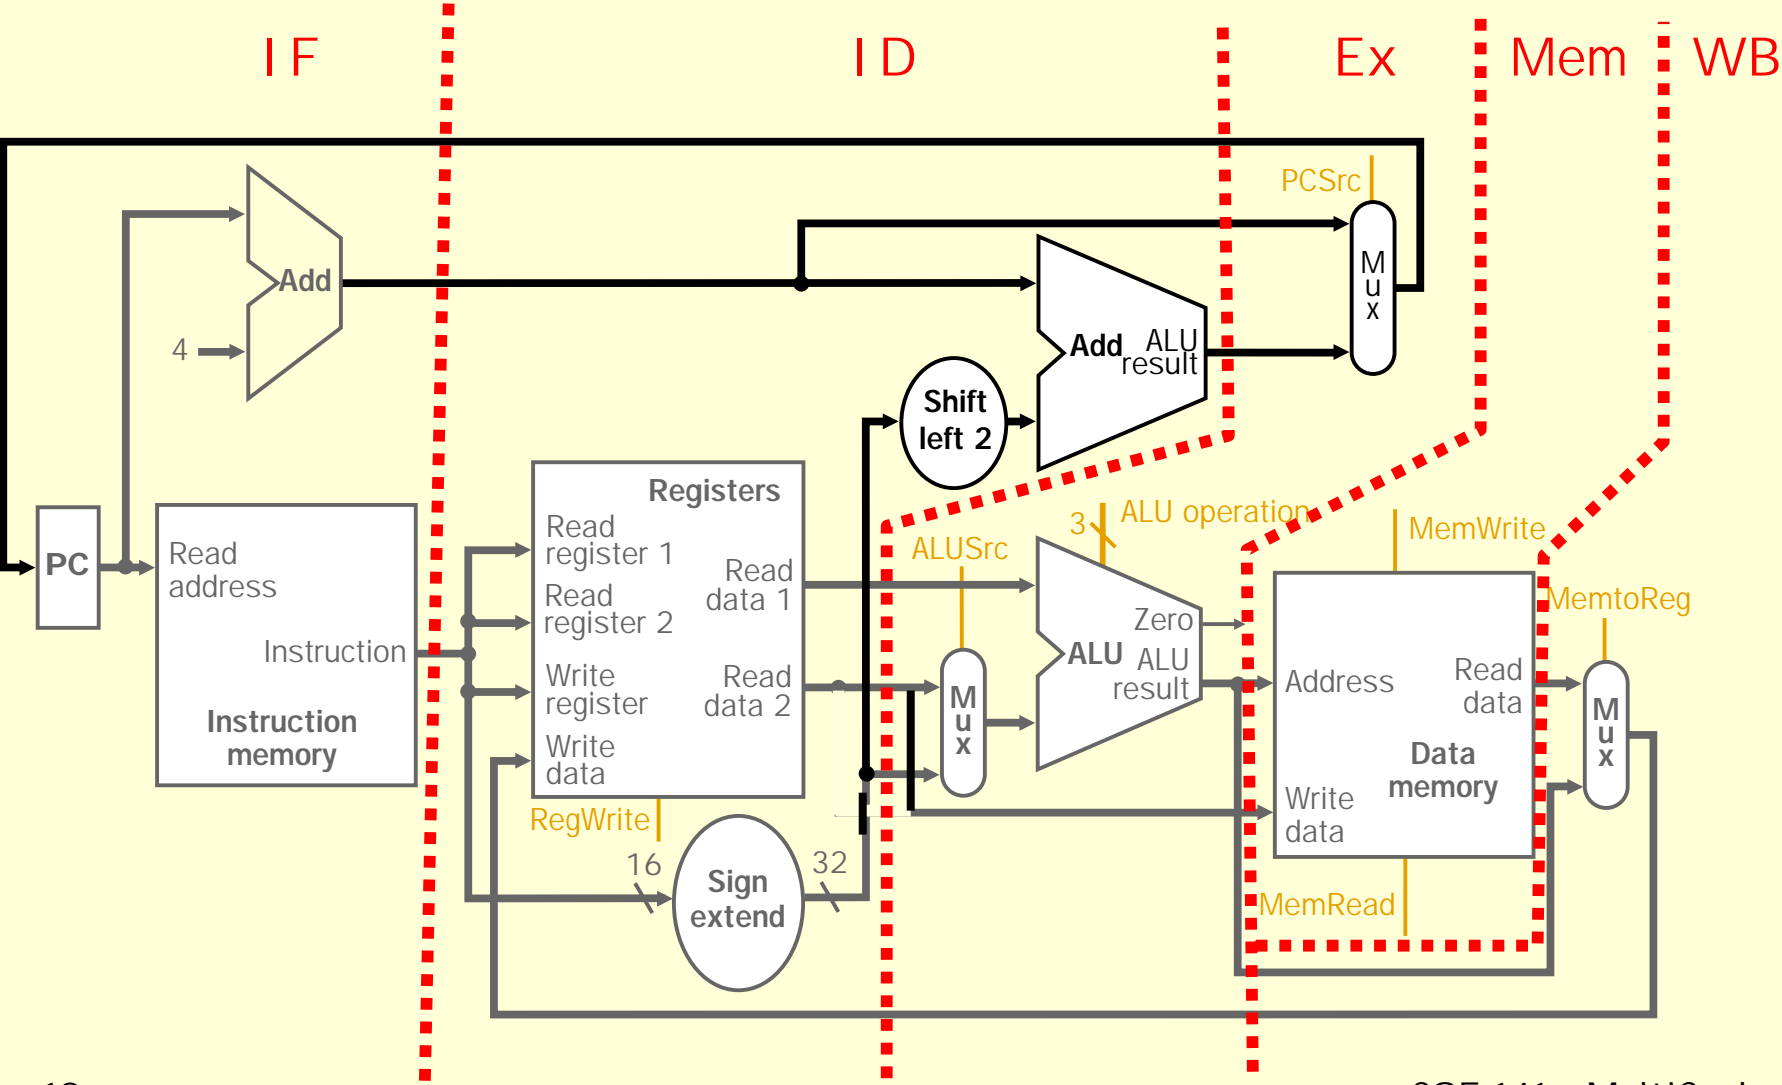 IF
ID
Ex
Mem
WB
PCSrc
Mux
Add
4
Add
ALU
result
Shift
left 2
Registers
Read
register 1
Read
register 2
Write
register
Write
data
Read
data 1
Read
data 2
RegWrite
PC
Read
address
Instruction
Instruction
memory
16
Sign
extend
32
ALUSrc
Mux
3
ALU operation
Zero
ALU
ALU
result
MemWrite
Address
Read
data
Data
memory
Write
data
MemRead
MemtoReg
Mux